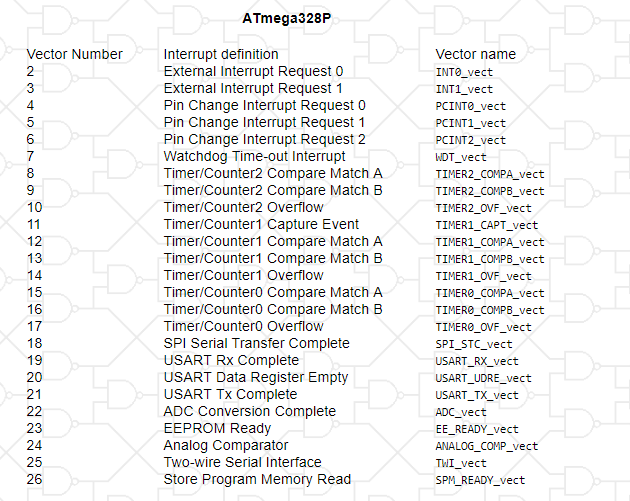 ATmega328P
Vector Number Interrupt definition Vector name
2 External Interrupt Request 0 INT0_vect
3 External Interrupt Request 1 INT1_vect
4 Pin Change Interrupt Request 0 PCINT0_vect
5 Pin Change Interrupt Request 1 PCINT1_vect
6 Pin Change Interrupt Request 2 PCINT2_vect
7 Watchdog Time-out Interrupt WDT_vect
8 Timer/Counter2 Compare Match A TIMER2_COMPA_vect
9 Timer/Counter2 Compare Match B TIMER2_COMPB_vect
10 Timer/Counter2 Overflow TIMER2_OVF_vect
11 Timer/Counter1 Capture Event TIMER1_CAPT_vect
12 Timer/Counter1 Compare Match A TIMER1_COMPA_vect
13 Timer/Counter1 Compare Match B TIMER1_COMPB_vect
14 Timer/Counter1 Overflow TIMER1_OVF_vect
15 Timer/Counter0 Compare Match A TIMER0_COMPA_vect
16 Timer/Counter0 Compare Match B TIMER0_COMPB_vect
17 Timer/Counter0 Overflow TIMER0_OVF_vect
18 SPI Serial Transfer Complete SPI_STC_vect
19 USART Rx Complete USART_RX_vect
20 USART Data Register Empty USART_UDRE_vect
21 USART Tx Complete USART_TX_vect
22 ADC Conversion Complete ADC_vect
23 EEPROM Ready EE_READY_vect
24 Analog Comparator ANALOG_COMP_vect
25 Two-wire Serial Interface TWI_vect
26 Store Program Memory Read SPM_READY_vect